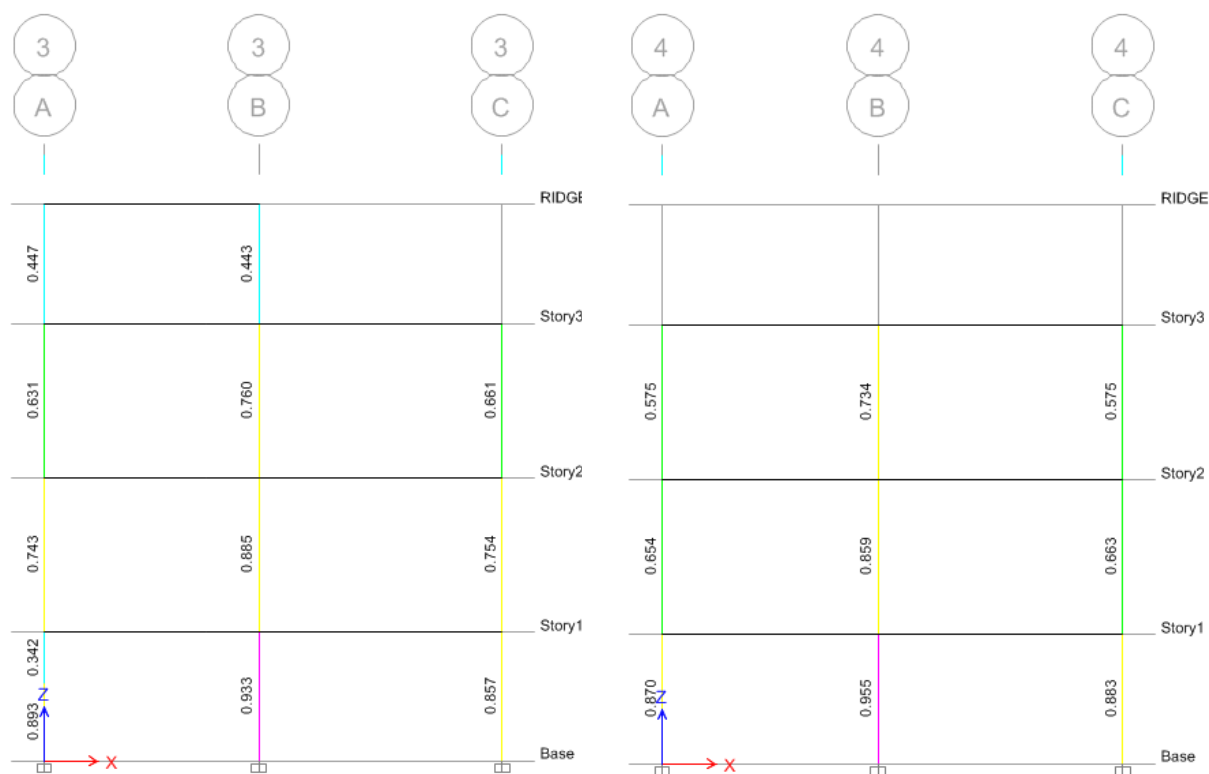 3 3 3 4 4 4
A B C A B C
RIDGE RIDGE
0.447 0.443
Story3 Story3
0.631 0.760 0.661 0.575 0.734 0.575
Story2 Story2
0.743 0.885 0.754 0.654 0.859 0.663
Story1 Story1
0.342
0.893 0.933 0.857 0.870 0.955 0.883
Z Z
X X
Base Base